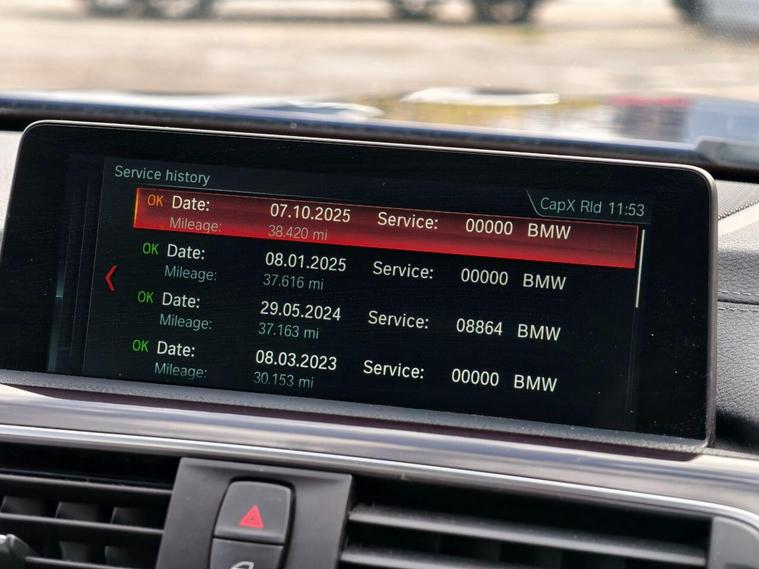 Service history
CapX Rld 11:53
OK Date: 07.10.2025 Service: 00000 BMW
Mileage: 38.420 mi
OK Date: 08.01.2025 Service: 00000 BMW
Mileage: 37.616 mi
OK Date: 29.05.2024 Service: 08864 BMW
Mileage: 37.163 mi
OK Date: 08.03.2023 Service: 00000 BMW
Mileage: 30.153 mi